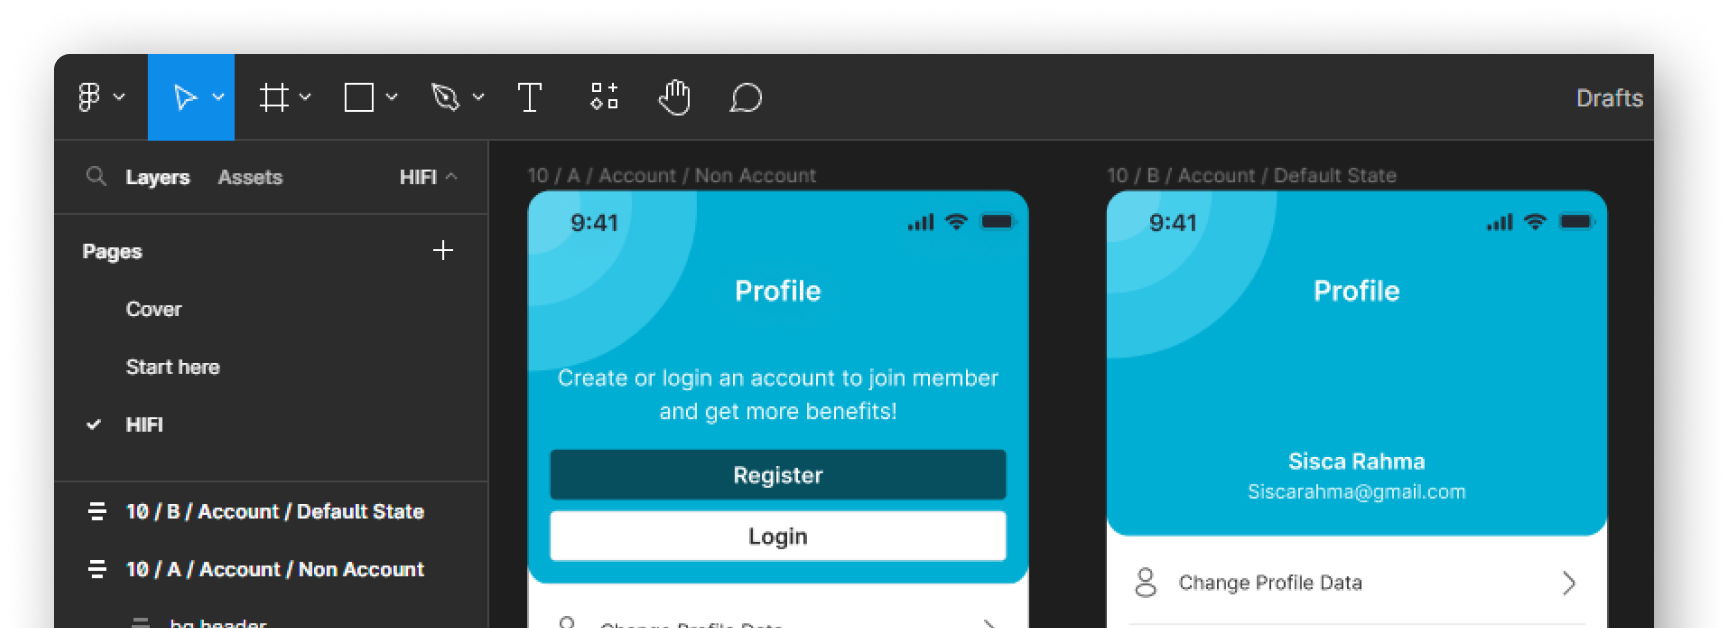 Drafts
Layers Assets HIFI
Pages
Cover
Start here
HIFI
10 / B / Account / Default State
10 / A / Account / Non Account
bg header
10 / A / Account / Non Account
9:41
Profile
Create or login an account to join member
and get more benefits!
Register
Login
Change Profile Data
10 / B / Account / Default State
9:41
Profile
Sisca Rahma
Siscarahma@gmail.com
Change Profile Data